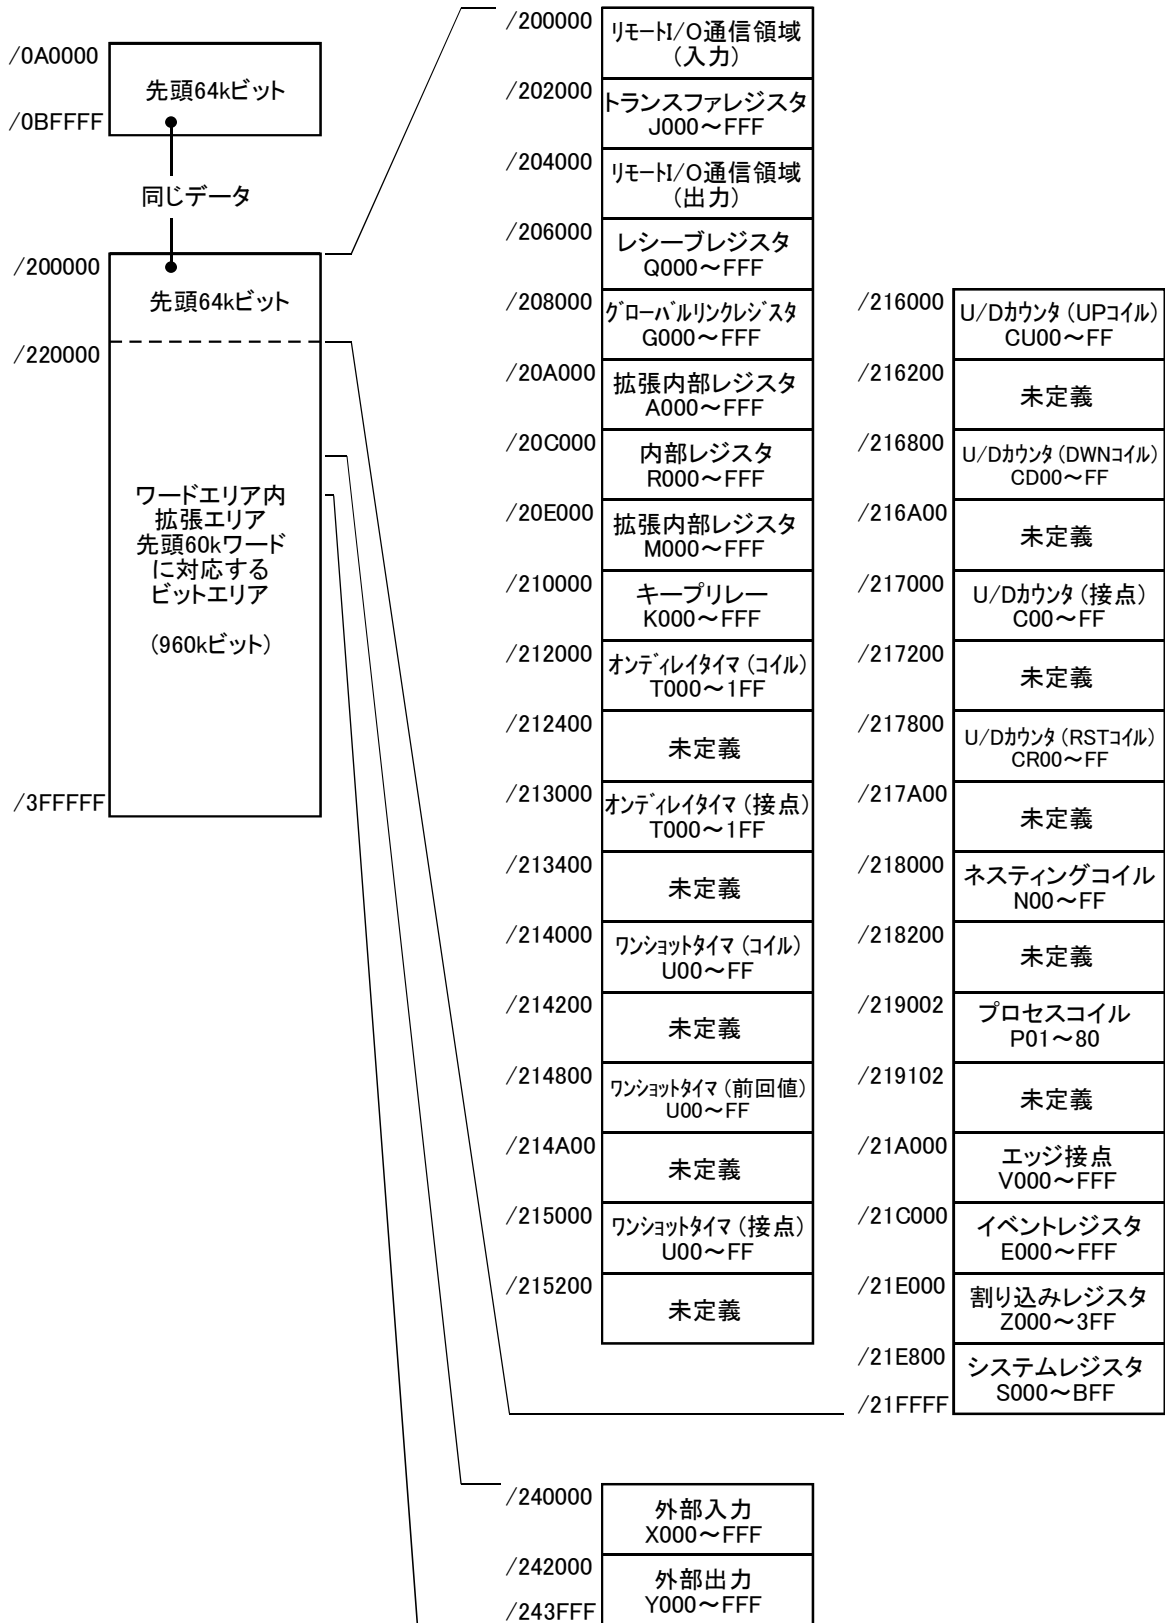 /0A0000
先頭64kビット
/0BFFFF
同じデータ
/200000
先頭64kビット
/220000
ワードエリア内
拡張エリア
先頭60kワード
に対応する
ビットエリア
(960kビット)
/3FFFFF
/200000
リモートI/O通信領域
(入力)
/202000
トランスファレジスタ
J000～FFF
/204000
リモートI/O通信領域
(出力)
/206000
レシーブレジスタ
Q000～FFF
/208000
グローバルリンクレジスタ
G000～FFF
/20A000
拡張内部レジスタ
A000～FFF
/20C000
内部レジスタ
R000～FFF
/20E000
拡張内部レジスタ
M000～FFF
/210000
キープリレー
K000～FFF
/212000
オンディレイタイマ(コイル)
T000～1FF
/212400
未定義
/213000
オンディレイタイマ(接点)
T000～1FF
/213400
未定義
/214000
ワンショットタイマ(コイル)
U00～FF
/214200
未定義
/214800
ワンショットタイマ(前回値)
U00～FF
/214A00
未定義
/215000
ワンショットタイマ(接点)
U00～FF
/215200
未定義
/216000
U/Dカウンタ(UPコイル)
CU00～FF
/216200
未定義
/216800
U/Dカウンタ(DWNコイル)
CD00～FF
/216A00
未定義
/217000
U/Dカウンタ(接点)
C00～FF
/217200
未定義
/217800
U/Dカウンタ(RSTコイル)
CR00～FF
/217A00
未定義
/218000
ネスティングコイル
N00～FF
/218200
未定義
/219002
プロセスコイル
P01～80
/219102
未定義
/21A000
エッジ接点
V000～FFF
/21C000
イベントレジスタ
E000～FFF
/21E000
割り込みレジスタ
Z000～3FF
/21E800
システムレジスタ
S000～BFF
/21FFFF
/240000
外部入力
X000～FFF
/242000
外部出力
Y000～FFF
/243FFF